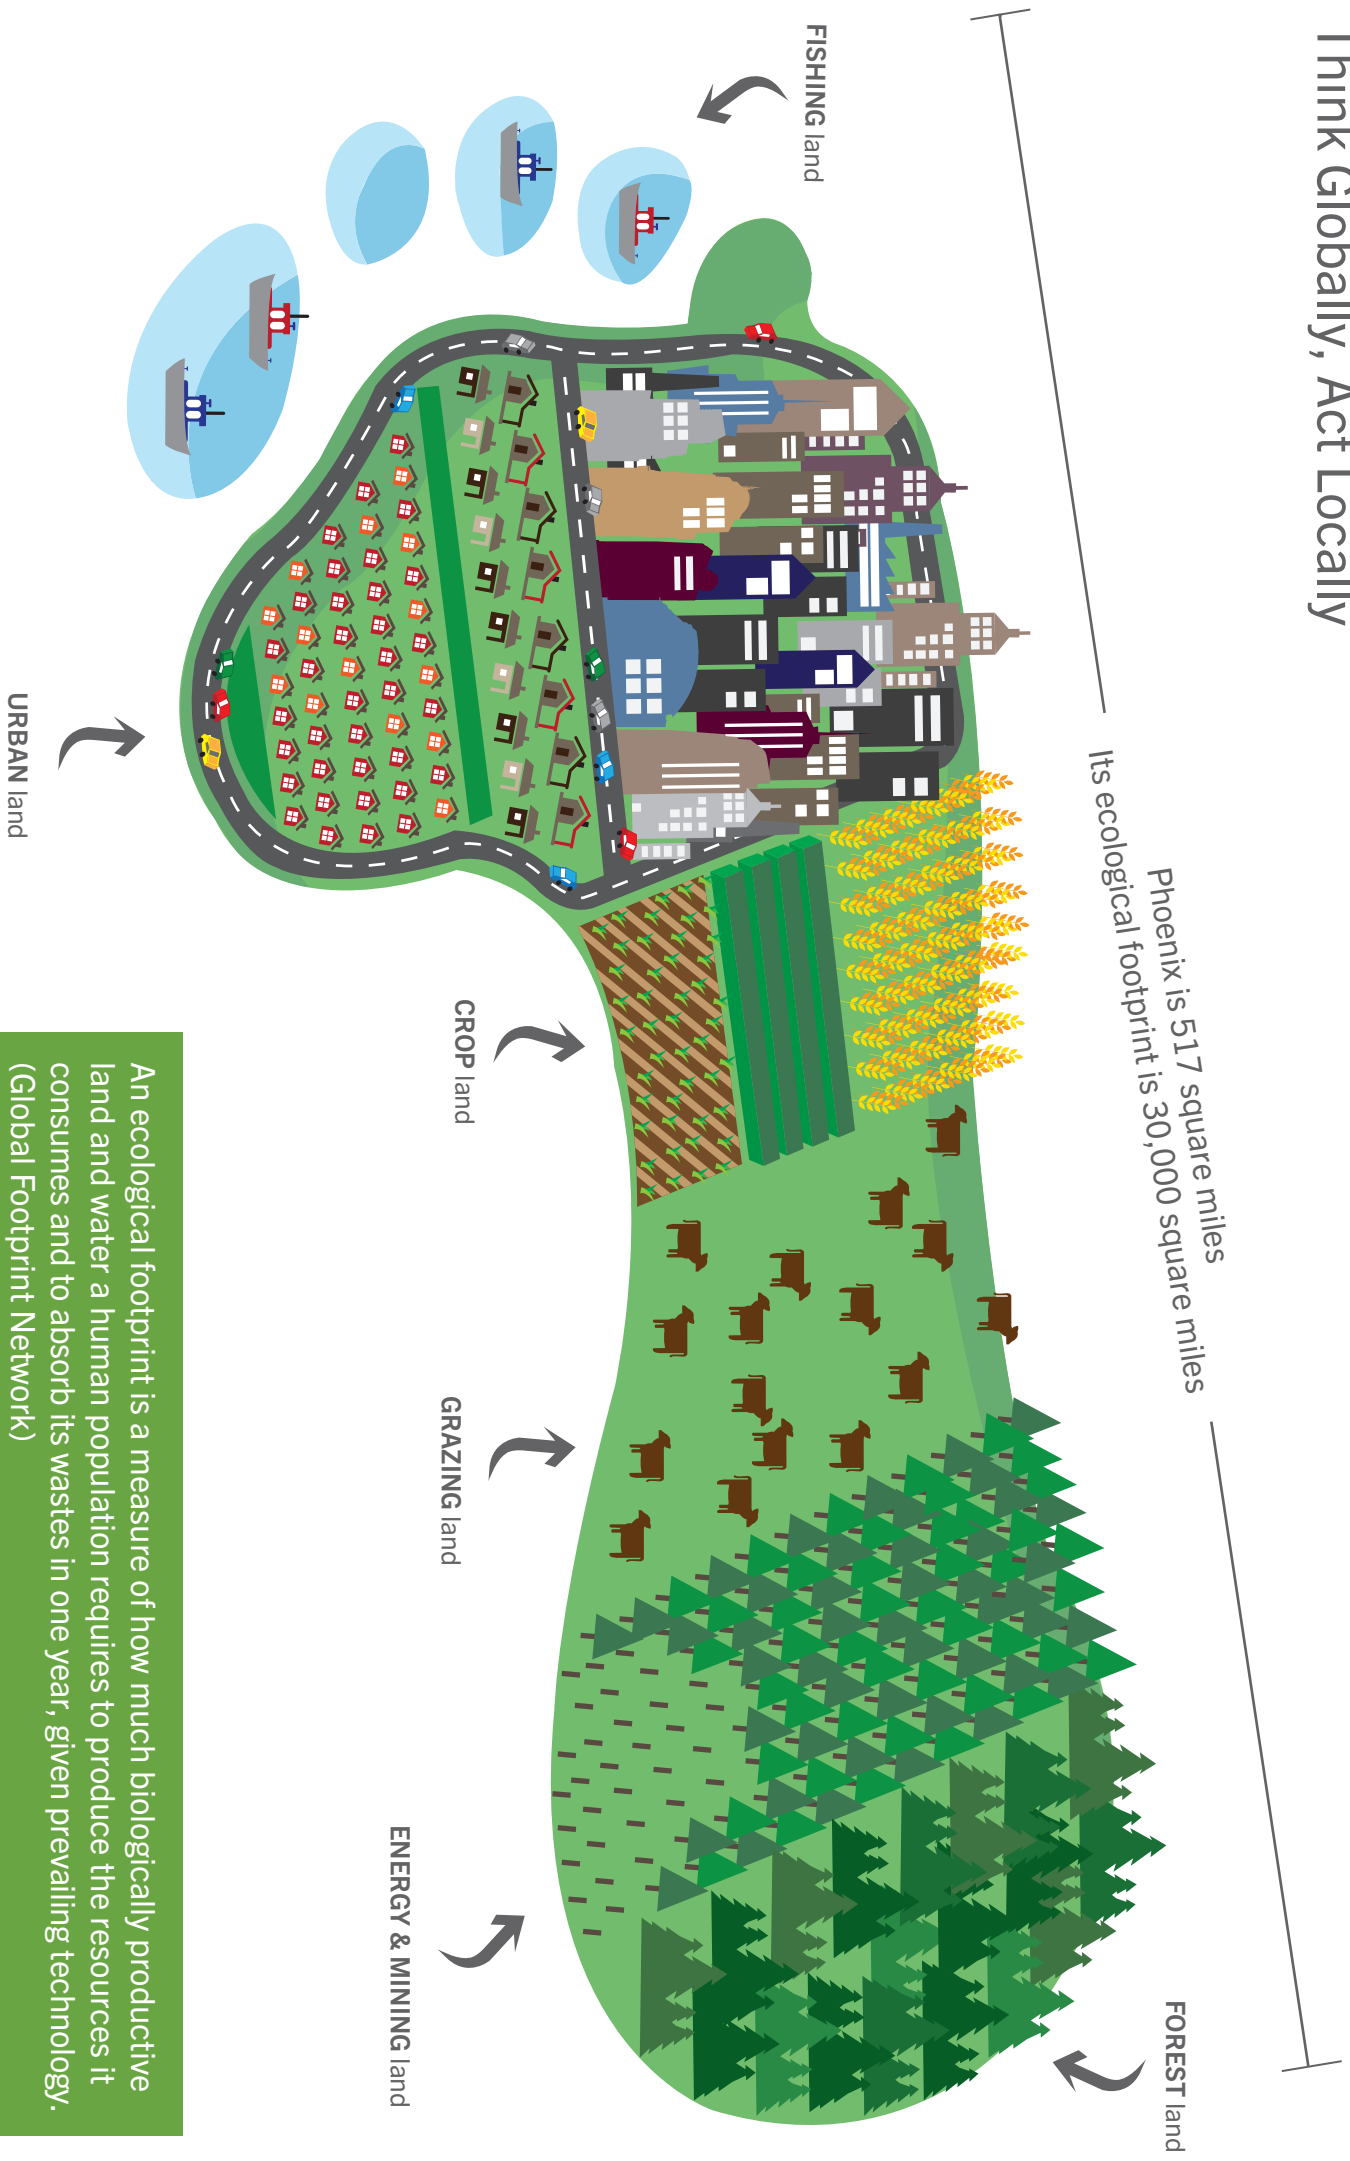 Think Globally, Act Locally
Phoenix is 517 square miles
Its ecological footprint is 30,000 square miles
FISHING land
URBAN land
CROP land
GRAZING land
ENERGY & MINING land
FOREST land
An ecological footprint is a measure of how much biologically productive
land and water a human population requires to produce the resources it
consumes and to absorb its wastes in one year, given prevailing technology.
(Global Footprint Network)